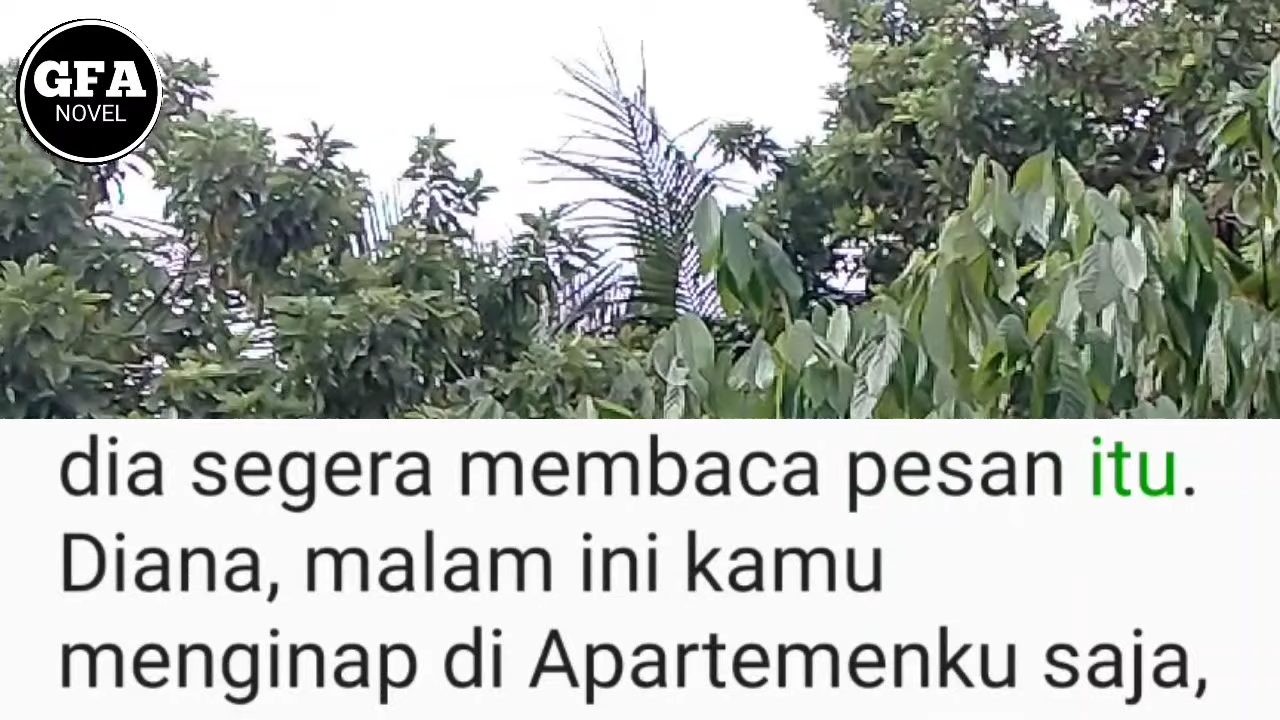 GFA
NOVEL
dia segera membaca pesan itu.
Diana, malam ini kamu
menginap di Apartemenku saja,